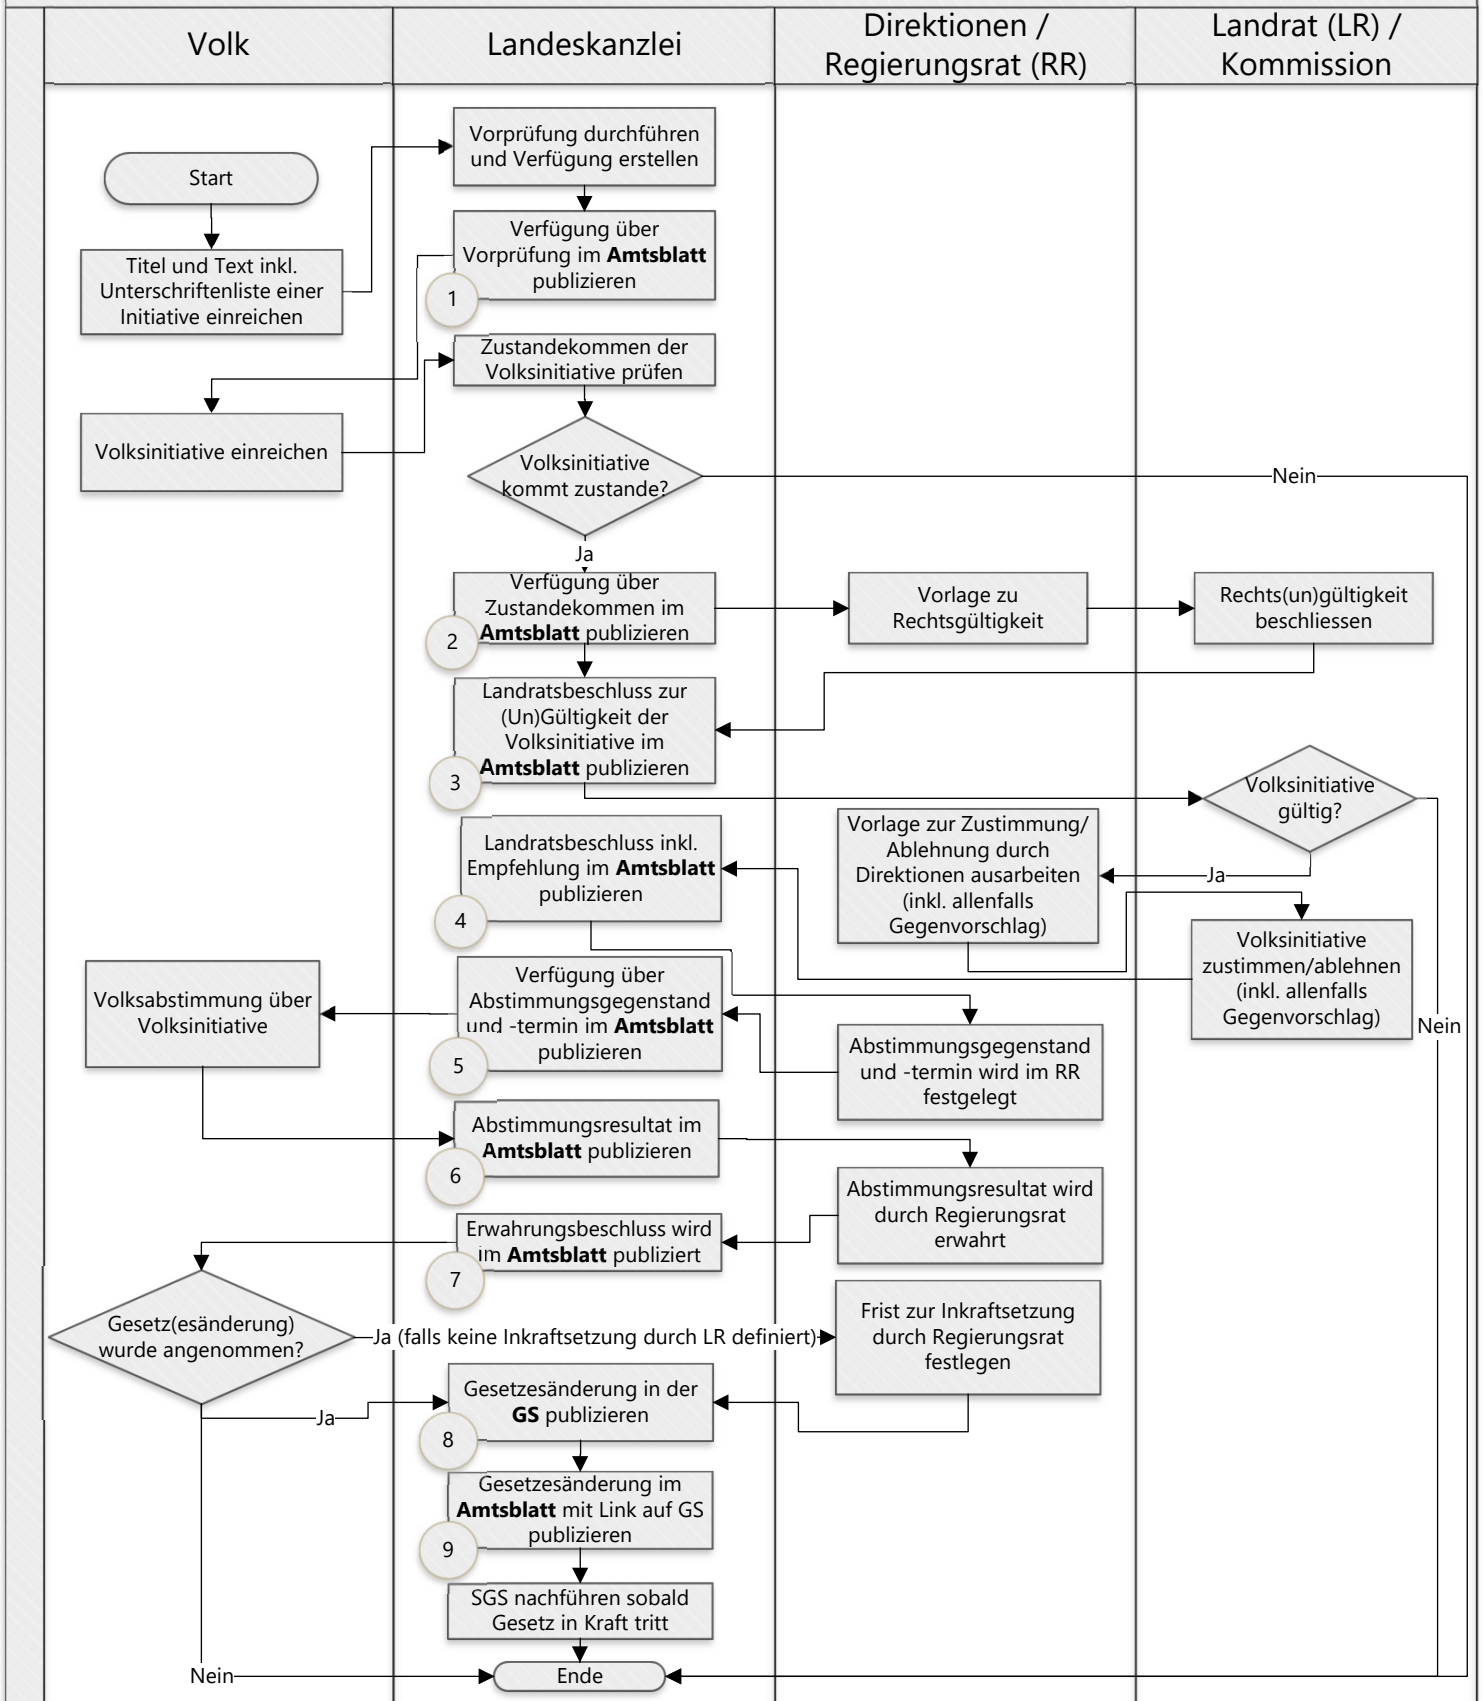 Volk
Landeskanzlei
Direktionen /
Regierungsrat (RR)
Landrat (LR) /
Kommission
Start
Titel und Text inkl.
Unterschriftenliste einer
Initiative einreichen
Vorprüfung durchführen
und Verfügung erstellen
Verfügung über
Vorprüfung im Amtsblatt
publizieren
1
Volksinitiative einreichen
Zustandekommen der
Volksinitiative prüfen
Volksinitiative
kommt zustande?
Nein
Ja
Verfügung über
Zustandekommen im
Amtsblatt publizieren
2
Vorlage zu
Rechtsgültigkeit
Rechts(un)gültigkeit
beschliessen
Landratsbeschluss zur
(Un)Gültigkeit der
Volksinitiative im
Amtsblatt publizieren
3
Volksinitiative
gültig?
Ja
Nein
Vorlage zur Zustimmung/
Ablehnung durch
Direktionen ausarbeiten
(inkl. allenfalls
Gegenvorschlag)
Volksinitiative
zustimmen/ablehnen
(inkl. allenfalls
Gegenvorschlag)
Landratsbeschluss inkl.
Empfehlung im Amtsblatt
publizieren
4
Abstimmungsgegenstand
und -termin wird im RR
festgelegt
Verfügung über
Abstimmungsgegenstand
und -termin im Amtsblatt
publizieren
5
Volksabstimmung über
Volksinitiative
Abstimmungsresultat im
Amtsblatt publizieren
6
Abstimmungsresultat wird
durch Regierungsrat
erwahrt
Erwahrungsbeschluss wird
im Amtsblatt publiziert
7
Gesetz(esänderung)
wurde angenommen?
Ja (falls keine Inkraftsetzung durch LR definiert)
Frist zur Inkraftsetzung
durch Regierungsrat
festlegen
Ja
Gesetzesänderung in der
GS publizieren
8
Gesetzesänderung im
Amtsblatt mit Link auf GS
publizieren
9
SGS nachführen sobald
Gesetz in Kraft tritt
Nein
Ende